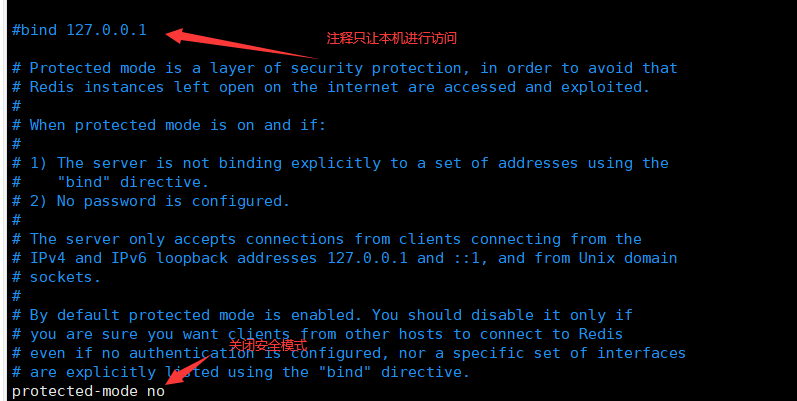 #bind 127.0.0.1
注释只让本机进行访问
# Protected mode is a layer of security protection, in order to avoid that
# Redis instances left open on the internet are accessed and exploited.
#
# When protected mode is on and if:
#
# 1) The server is not binding explicitly to a set of addresses using the
#    "bind" directive.
# 2) No password is configured.
#
# The server only accepts connections from clients connecting from the
# IPv4 and IPv6 loopback addresses 127.0.0.1 and ::1, and from Unix domain
# sockets.
#
# By default protected mode is enabled. You should disable it only if
# you are sure you want clients from other hosts to connect to Redis
关闭安全模式
# even if no authentication is configured, nor a specific set of interfaces
# are explicitly listed using the "bind" directive.
protected-mode no